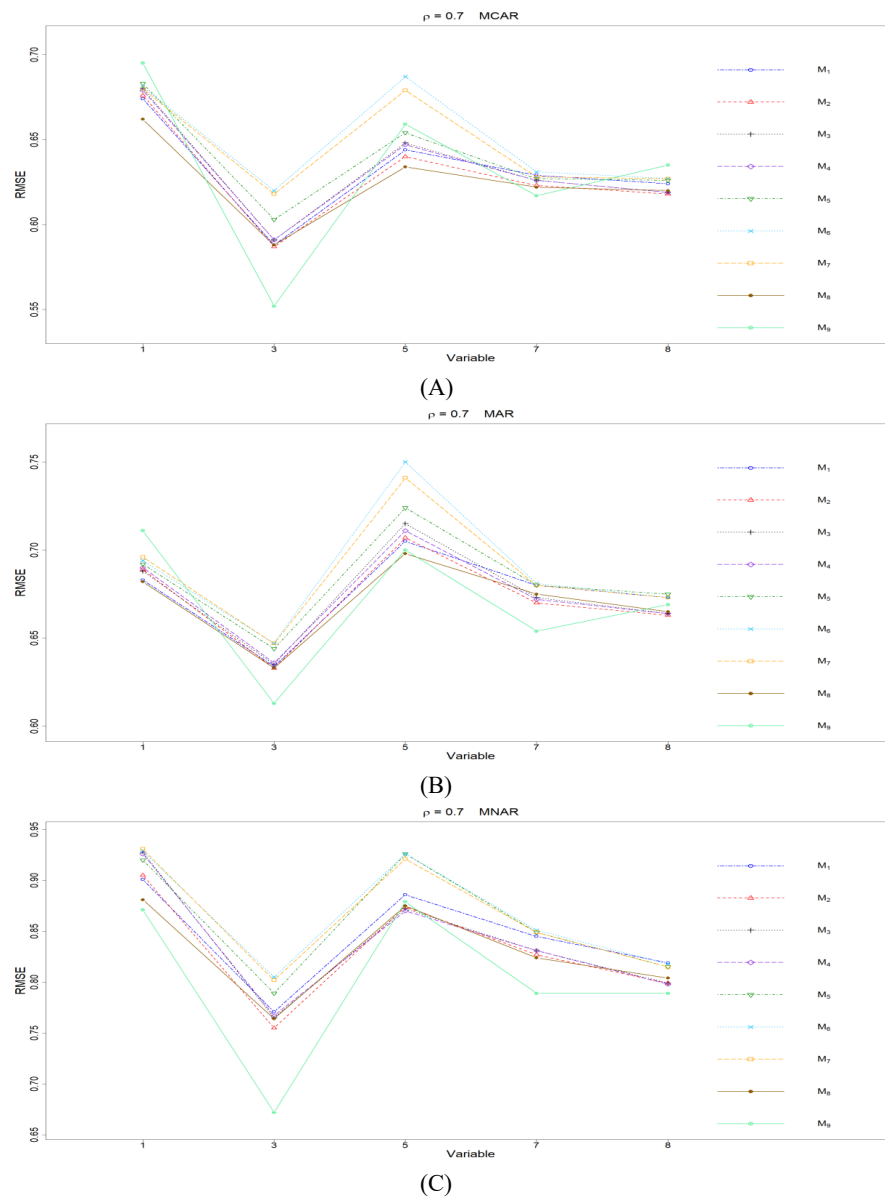 ρ = 0.7 MCAR
RMSE
0.70
0.65
0.60
0.55
M₁
M₂
M₃
M₄
M₅
M₆
M₇
M₈
M₉
1 3 5 7 8
Variable
(A)
ρ = 0.7 MAR
RMSE
0.75
0.70
0.65
0.60
M₁
M₂
M₃
M₄
M₅
M₆
M₇
M₈
M₉
1 3 5 7 8
Variable
(B)
ρ = 0.7 MNAR
RMSE
0.95
0.90
0.85
0.80
0.75
0.70
0.65
M₁
M₂
M₃
M₄
M₅
M₆
M₇
M₈
M₉
1 3 5 7 8
Variable
(C)